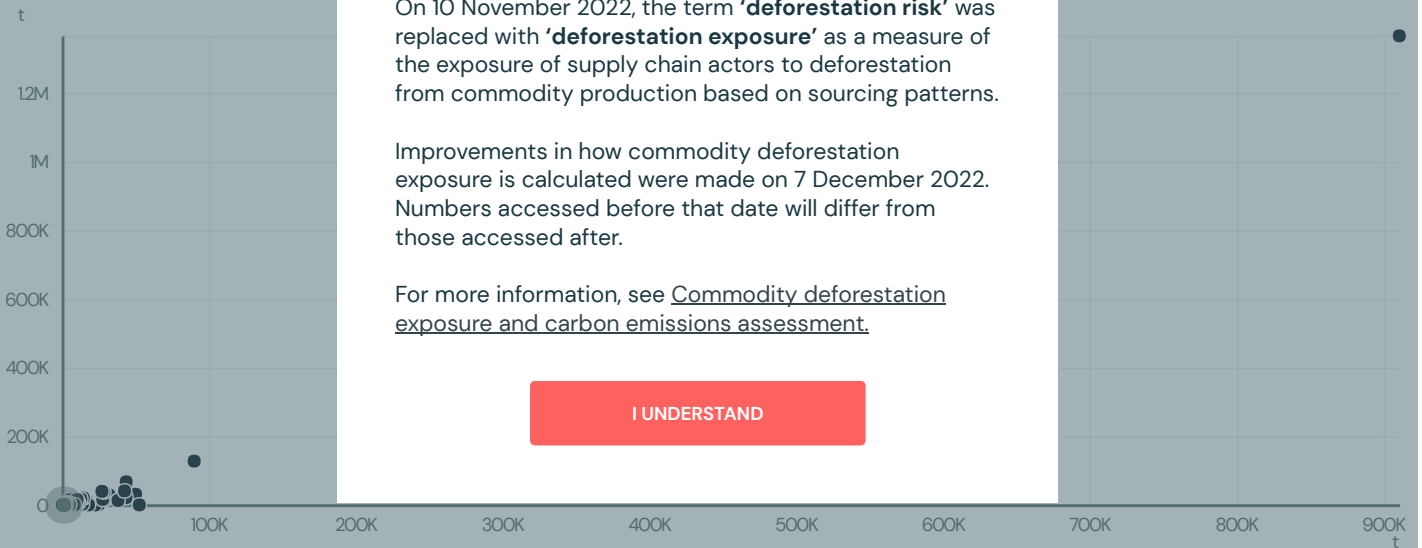 t
On 10 November 2022, the term ‘deforestation risk’ was
replaced with ‘deforestation exposure’ as a measure of
the exposure of supply chain actors to deforestation
from commodity production based on sourcing patterns.
Improvements in how commodity deforestation
exposure is calculated were made on 7 December 2022.
Numbers accessed before that date will differ from
those accessed after.
For more information, see Commodity deforestation
exposure and carbon emissions assessment.
I UNDERSTAND
1.2M
1M
800K
600K
400K
200K
0
100K 200K 300K 400K 500K 600K 700K 800K 900K
t